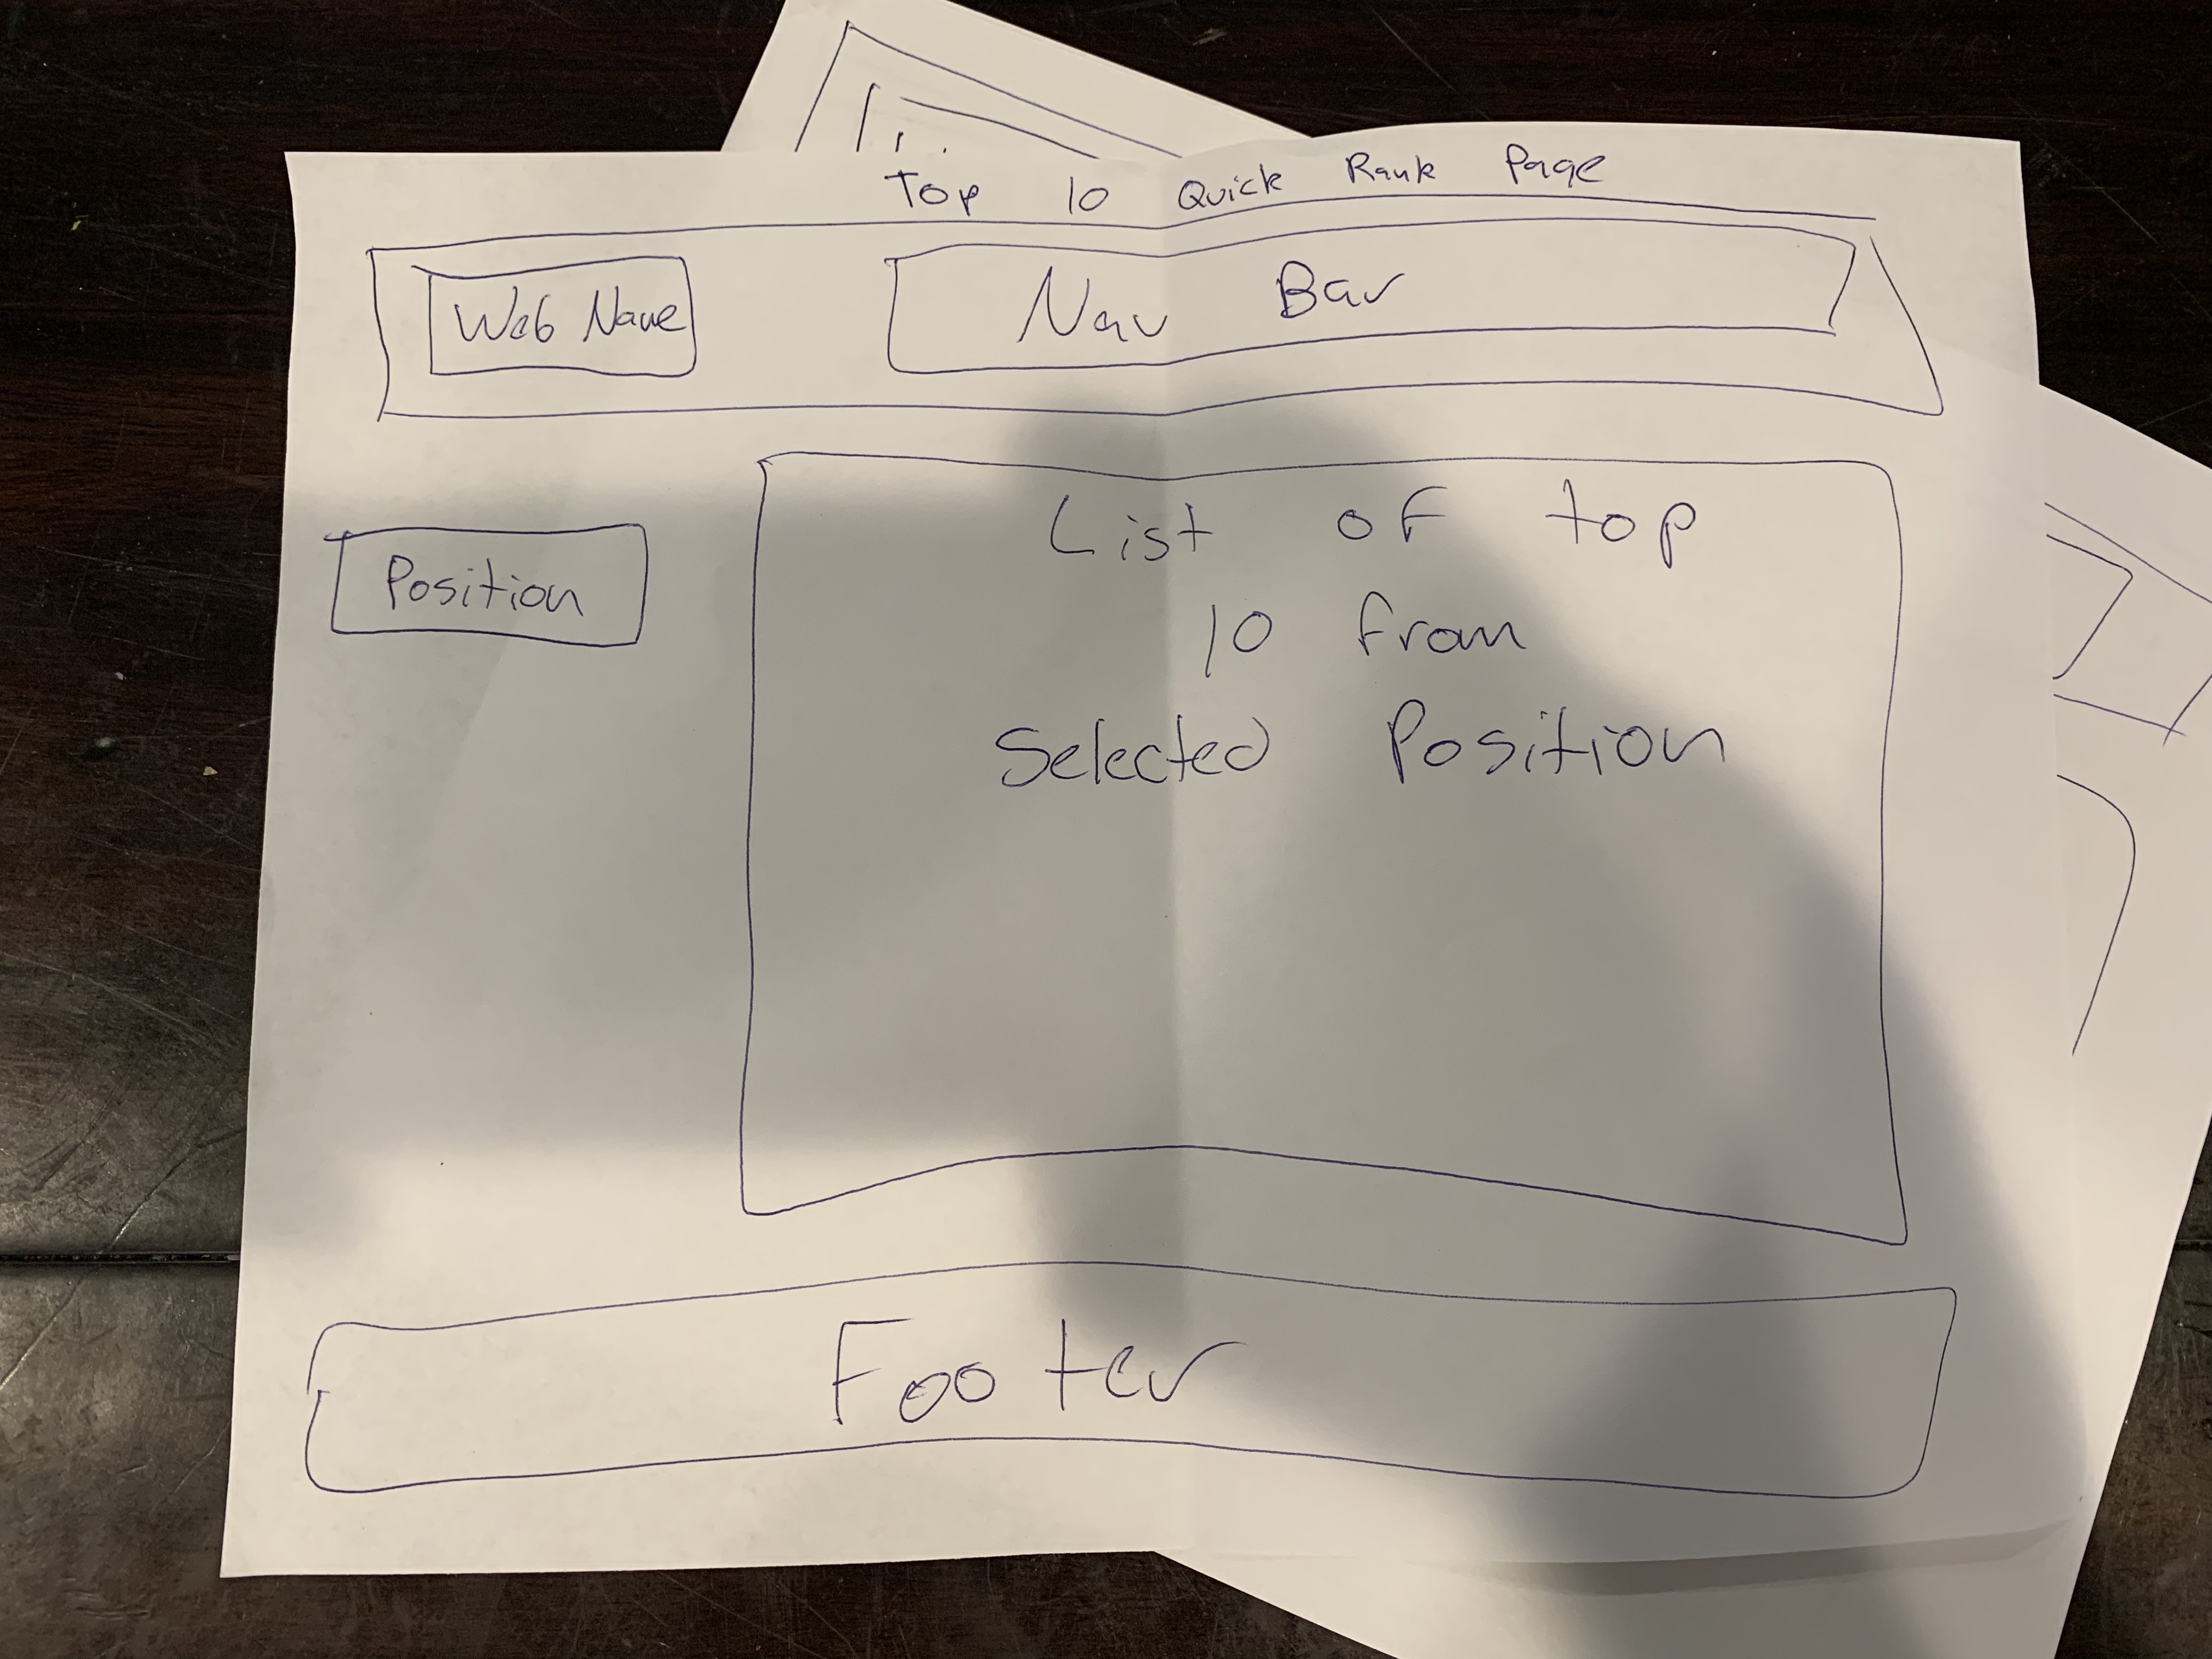 Top 10 Quick Rank Page
Web Name
Nav Bar
Position
List of top
10 from
Selected Position
Footer